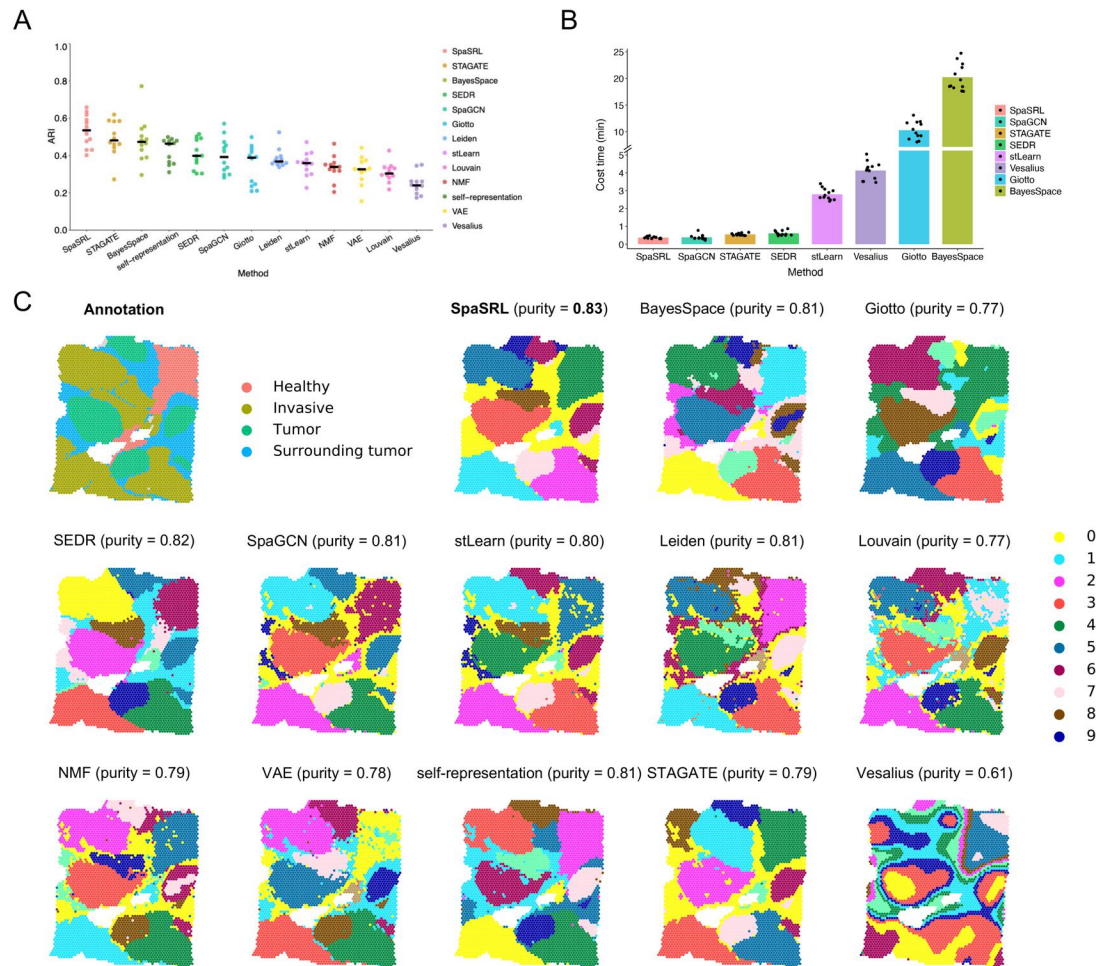 A
ARI
1.0
0.8
0.6
0.4
0.2
0.0
SpaSRL
STAGATE
BayesSpace
self-representation
SEDR
SpaGCN
Giotto
Leiden
stLearn
NMF
VAE
Louvain
Vesalius
Method
SpaSRL
STAGATE
BayesSpace
SEDR
SpaGCN
Giotto
Leiden
stLearn
Louvain
NMF
self-representation
VAE
Vesalius
B
Cost time (min)
25
20
15
10
5
4
3
2
1
0
SpaSRL
SpaGCN
STAGATE
SEDR
stLearn
Vesalius
Giotto
BayesSpace
Method
SpaSRL
SpaGCN
STAGATE
SEDR
stLearn
Vesalius
Giotto
BayesSpace
C
Annotation
Healthy
Invasive
Tumor
Surrounding tumor
SpaSRL (purity = 0.83)
BayesSpace (purity = 0.81)
Giotto (purity = 0.77)
SEDR (purity = 0.82)
SpaGCN (purity = 0.81)
stLearn (purity = 0.80)
Leiden (purity = 0.81)
Louvain (purity = 0.77)
0
1
2
3
4
5
6
7
8
9
NMF (purity = 0.79)
VAE (purity = 0.78)
self-representation (purity = 0.81)
STAGATE (purity = 0.79)
Vesalius (purity = 0.61)